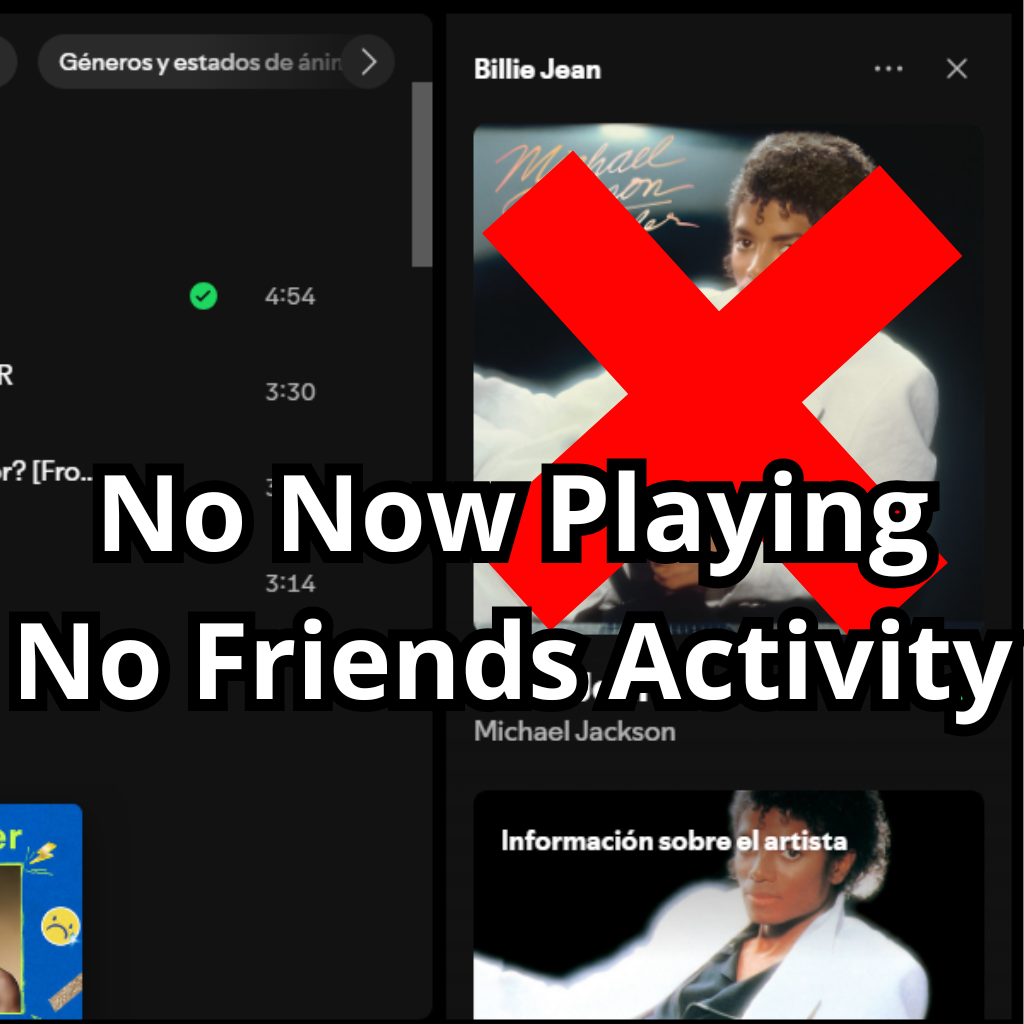 Géneros y estados de ánim
Billie Jean
Michael
4:54
R
3:30
or? [Fro...
No Now Playing
3:14
No Friends Activity
Michael Jackson
er
Información sobre el artista